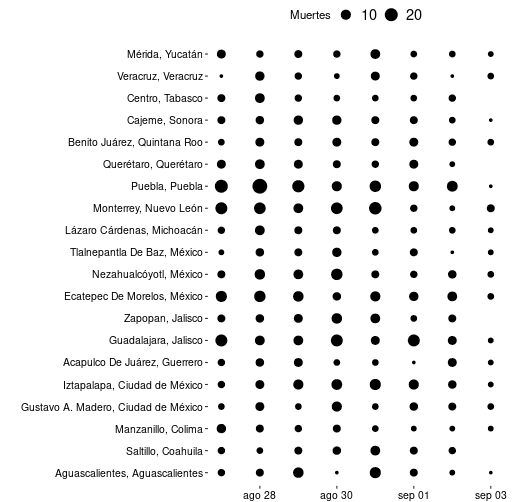 Muertes 10 20
Mérida, Yucatán
Veracruz, Veracruz
Centro, Tabasco
Cajeme, Sonora
Benito Juárez, Quintana Roo
Querétaro, Querétaro
Puebla, Puebla
Monterrey, Nuevo León
Lázaro Cárdenas, Michoacán
Tlalnepantla De Baz, México
Nezahualcóyotl, México
Ecatepec De Morelos, México
Zapopan, Jalisco
Guadalajara, Jalisco
Acapulco De Juárez, Guerrero
Iztapalapa, Ciudad de México
Gustavo A. Madero, Ciudad de México
Manzanillo, Colima
Saltillo, Coahuila
Aguascalientes, Aguascalientes
ago 28 ago 30 sep 01 sep 03